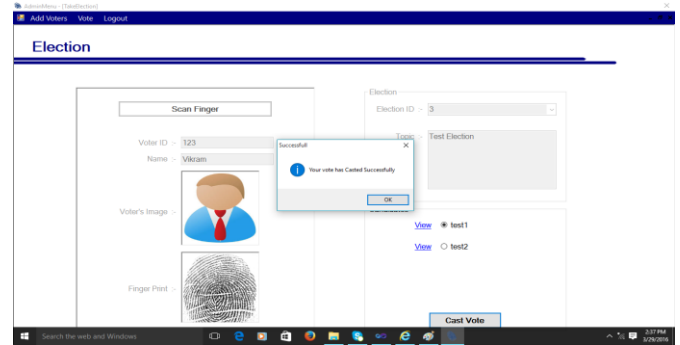 AdminMenu - [TakeElection]
Add Voters Vote Logout
Election
Scan Finger
Voter ID :- 123
Name :- Vikram
Voter's Image :-
Finger Print :-
Election
Election ID :- 3
Topic :- Test Election
Successfull
Your vote has Casted Successfully
OK
View test1
View test2
Cast Vote
Search the web and Windows
2:37 PM
3/29/2016